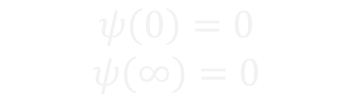 ψ(0) = 0
ψ(∞) = 0